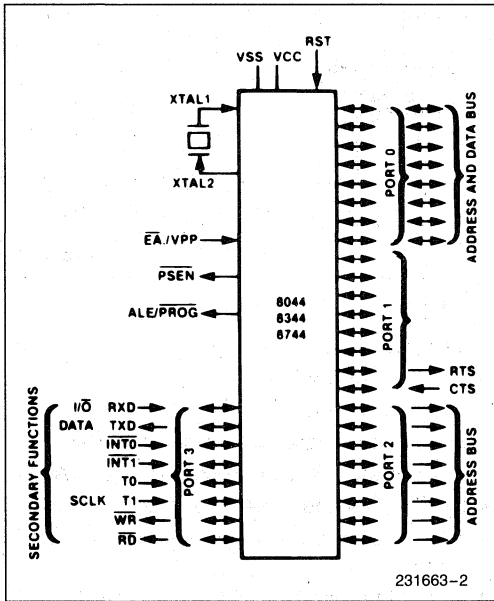 VSS VCC RST
XTAL1
XTAL2
PORT 0
ADDRESS AND DATA BUS
EA./VPP
PSEN
ALE/PROG
8044
8344
8744
PORT 1
RTS
CTS
SECONDARY FUNCTIONS
I/O RXD
DATA TXD
INT0
INT1
T0
SCLK T1
WR
RD
PORT 3
PORT 2
ADDRESS BUS
231663-2